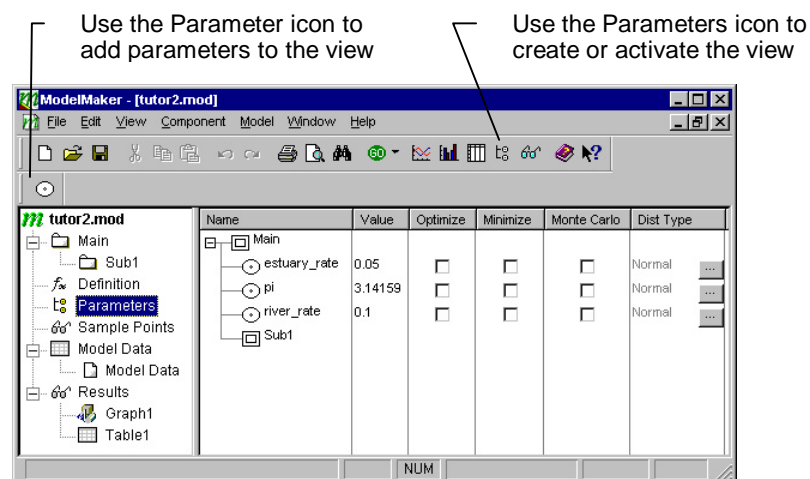 Use the Parameter icon to
add parameters to the view
Use the Parameters icon to
create or activate the view
ModelMaker - [tutor2.mod]
File Edit View Component Model Window Help
GO
tutor2.mod
Main
Sub1
Definition
Parameters
Sample Points
Model Data
Model Data
Results
Graph1
Table1
Name Value Optimize Minimize Monte Carlo Dist Type
Main
estuary_rate 0.05 Normal ...
pi 3.14159 Normal ...
river_rate 0.1 Normal ...
Sub1
NUM